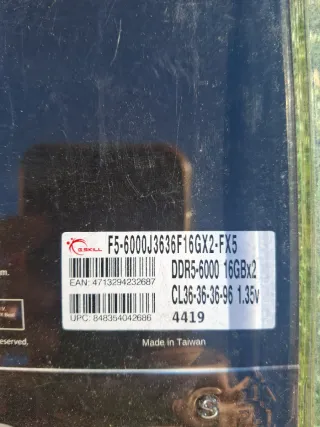 G.SKILL
F5-6000J3636F16GX2-FX5
DDR5-6000 16GBx2
EAN: 4713294232687
CL36-36-36-96 1.35v
UPC: 848354042686
4419
Made in Taiwan
m.
eserved.